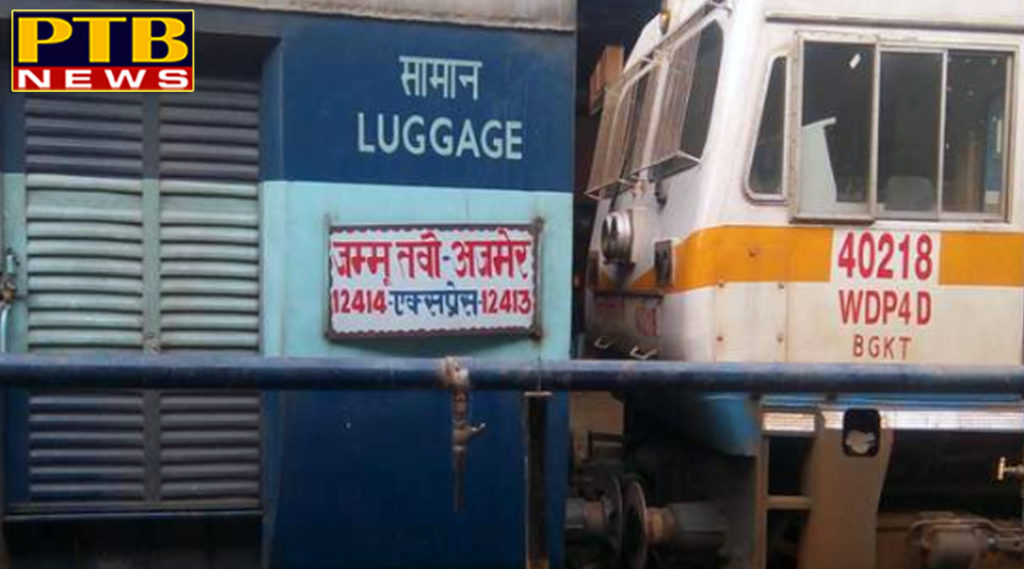 PTB
NEWS
सामान
LUGGAGE
जम्मू तवी-अजमेर
12414-एक्सप्रेस-12413
40218
WDP4D
BGKT